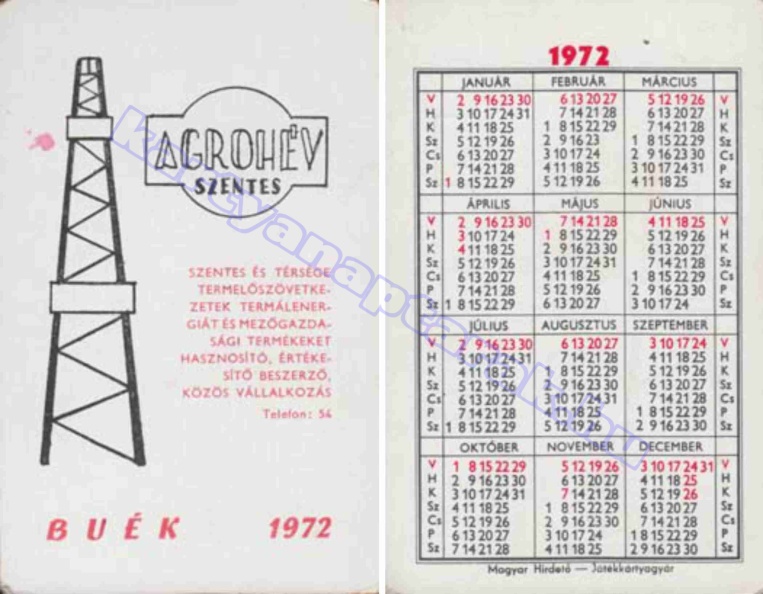 AGROHÉV
SZENTES
SZENTES ÉS TÉRSÉGE
TERMELŐSZÖVETKE-
ZETEK TERMÁLENER-
GIÁT ÉS MEZŐGAZDA-
SÁGI TERMÉKEKET
HASZNOSÍTÓ, ÉRTÉKE-
SÍTŐ BESZERZŐ,
KÖZÖS VÁLLALKOZÁS
Telefon: 54
BUÉK 1972
kartyanaptarok.hu
1972
JANUÁR FEBRUÁR MÁRCIUS
V 2 9 16 23 30 6 13 20 27 5 12 19 26 V
H 3 10 17 24 31 7 14 21 28 6 13 20 27 H
K 4 11 18 25 1 8 15 22 29 7 14 21 28 K
Sz 5 12 19 26 2 9 16 23 1 8 15 22 29 Sz
Cs 6 13 20 27 3 10 17 24 2 9 16 23 30 Cs
P 7 14 21 28 4 11 18 25 3 10 17 24 31 P
Sz 1 8 15 22 29 5 12 19 26 4 11 18 25 Sz
ÁPRILIS MÁJUS JÚNIUS
V 2 9 16 23 30 7 14 21 28 4 11 18 25 V
H 3 10 17 24 1 8 15 22 29 5 12 19 26 H
K 4 11 18 25 2 9 16 23 30 6 13 20 27 K
Sz 5 12 19 26 3 10 17 24 31 7 14 21 28 Sz
Cs 6 13 20 27 4 11 18 25 1 8 15 22 29 Cs
P 7 14 21 28 5 12 19 26 2 9 16 23 30 P
Sz 1 8 15 22 29 6 13 20 27 3 10 17 24 Sz
JÚLIUS AUGUSZTUS SZEPTEMBER
V 2 9 16 23 30 6 13 20 27 3 10 17 24 V
H 3 10 17 24 31 7 14 21 28 4 11 18 25 H
K 4 11 18 25 1 8 15 22 29 5 12 19 26 K
Sz 5 12 19 26 2 9 16 23 30 6 13 20 27 Sz
Cs 6 13 20 27 3 10 17 24 31 7 14 21 28 Cs
P 7 14 21 28 4 11 18 25 1 8 15 22 29 P
Sz 1 8 15 22 29 5 12 19 26 2 9 16 23 30 Sz
OKTÓBER NOVEMBER DECEMBER
V 1 8 15 22 29 5 12 19 26 3 10 17 24 31 V
H 2 9 16 23 30 6 13 20 27 4 11 18 25 H
K 3 10 17 24 31 7 14 21 28 5 12 19 26 K
Sz 4 11 18 25 1 8 15 22 29 6 13 20 27 Sz
Cs 5 12 19 26 2 9 16 23 30 7 14 21 28 Cs
P 6 13 20 27 3 10 17 24 1 8 15 22 29 P
Sz 7 14 21 28 4 11 18 25 2 9 16 23 30 Sz
Magyar Hirdető — Játékkártyagyár